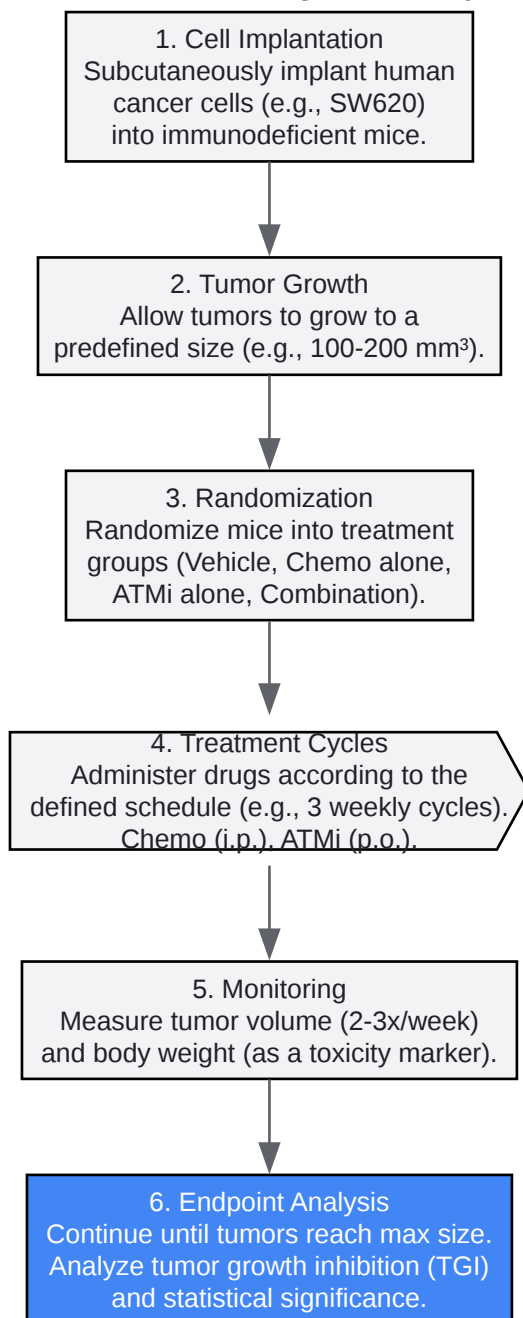 1. Cell Implantation
Subcutaneously implant human
cancer cells (e.g., SW620)
into immunodeficient mice.
2. Tumor Growth
Allow tumors to grow to a
predefined size (e.g., 100-200 mm³).
3. Randomization
Randomize mice into treatment
groups (Vehicle, Chemo alone,
ATMi alone, Combination).
4. Treatment Cycles
Administer drugs according to the
defined schedule (e.g., 3 weekly cycles).
Chemo (i.p.), ATMi (p.o.).
5. Monitoring
Measure tumor volume (2-3x/week)
and body weight (as a toxicity marker).
6. Endpoint Analysis
Continue until tumors reach max size.
Analyze tumor growth inhibition (TGI)
and statistical significance.